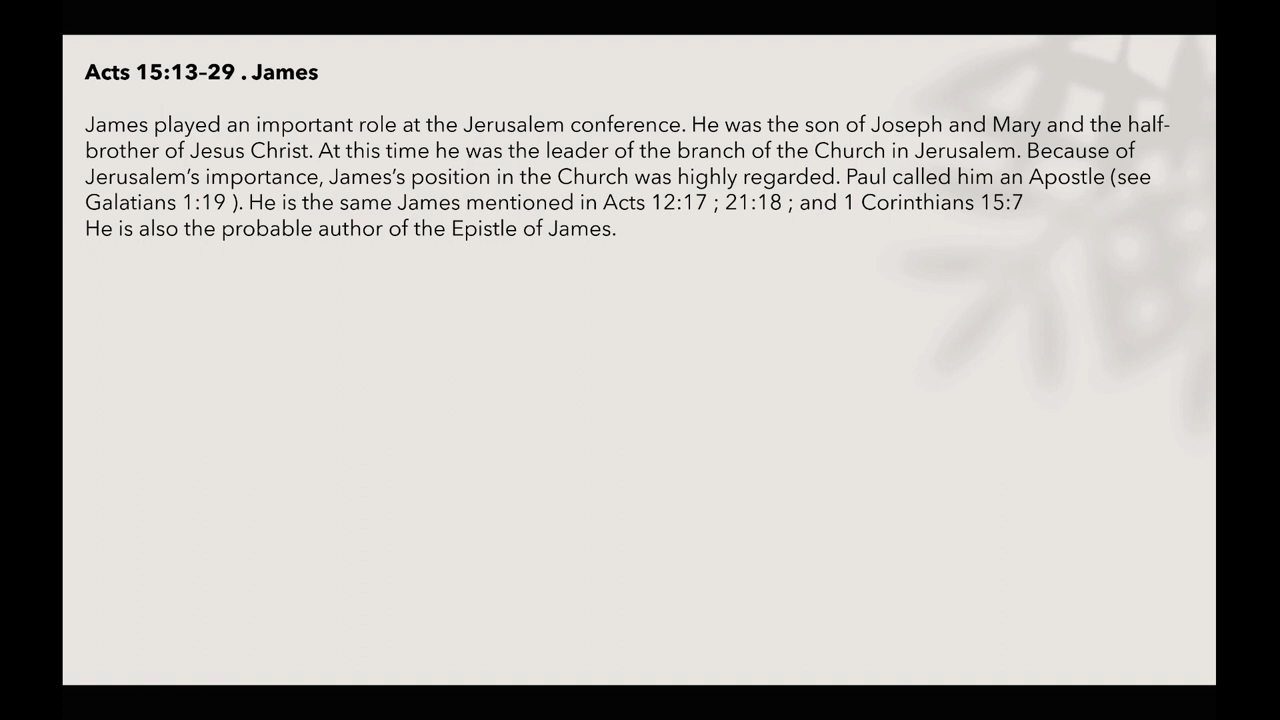 Acts 15:13–29 . James
James played an important role at the Jerusalem conference. He was the son of Joseph and Mary and the half-
brother of Jesus Christ. At this time he was the leader of the branch of the Church in Jerusalem. Because of
Jerusalem’s importance, James’s position in the Church was highly regarded. Paul called him an Apostle (see
Galatians 1:19 ). He is the same James mentioned in Acts 12:17 ; 21:18 ; and 1 Corinthians 15:7
He is also the probable author of the Epistle of James.